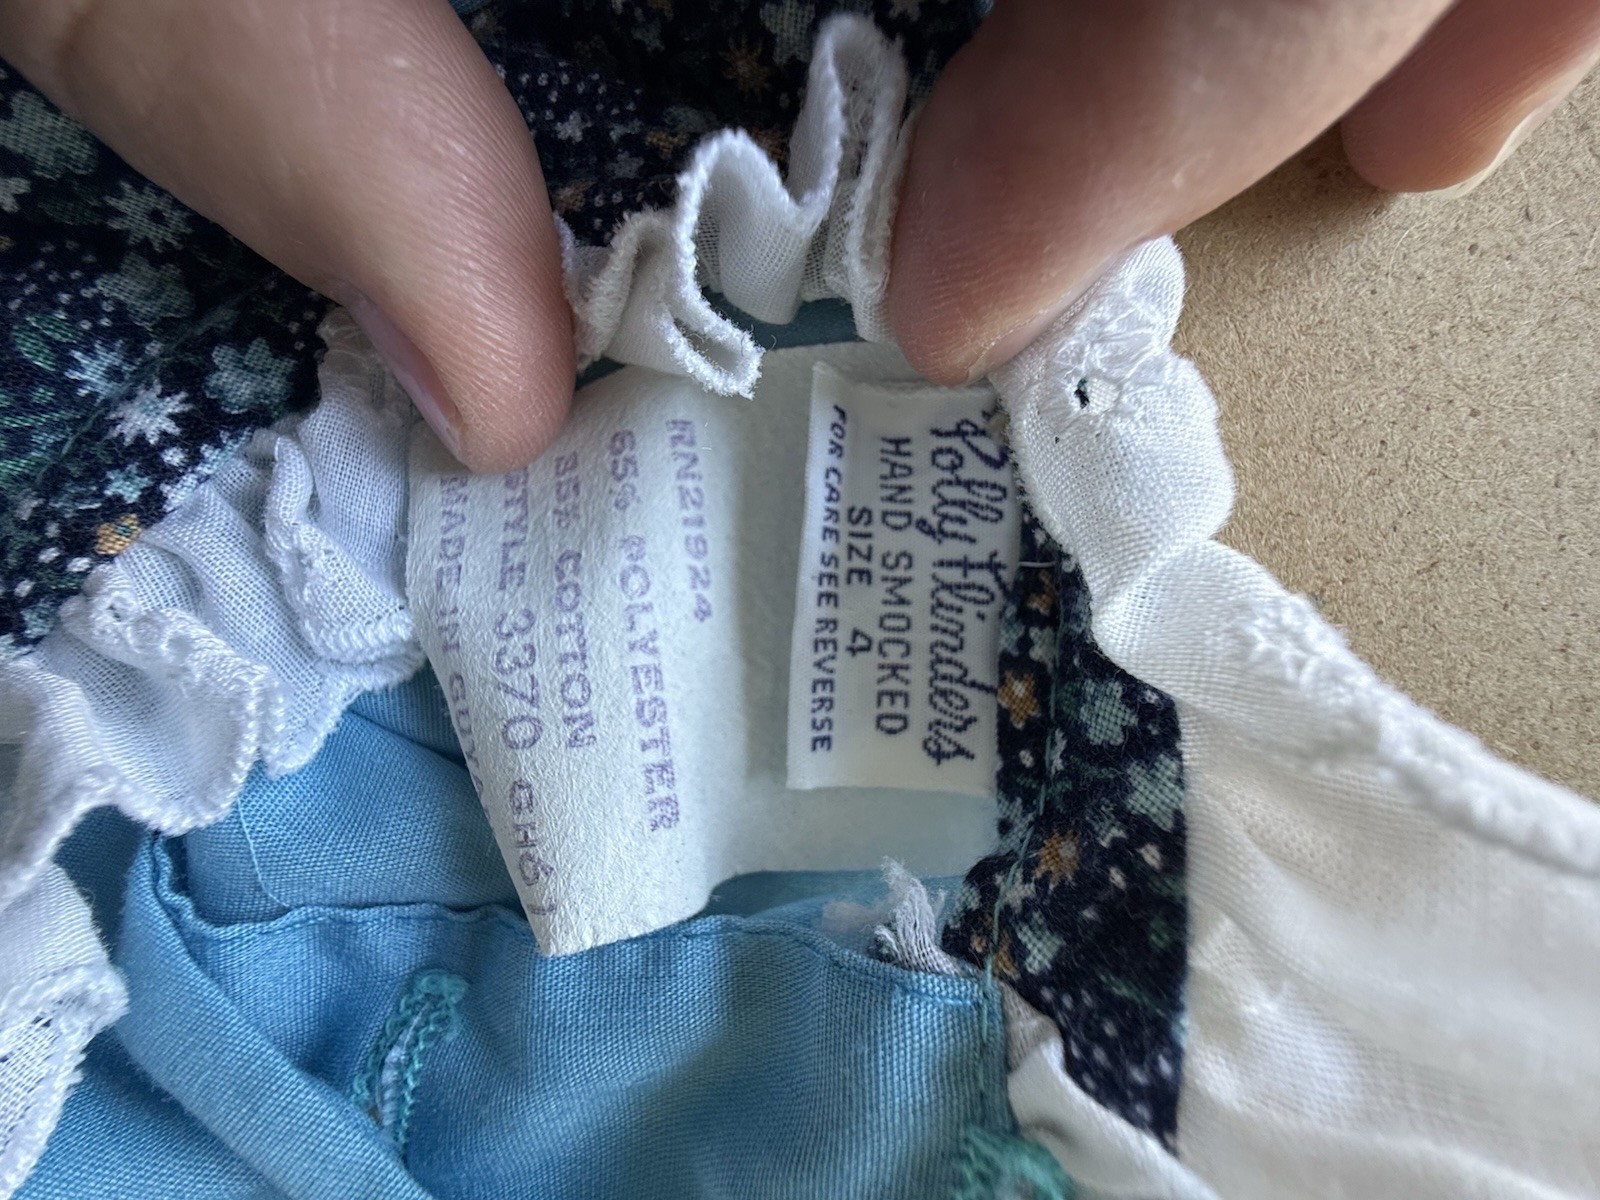 Polly Flinders
HAND SMOCKED
SIZE 4
FOR CARE SEE REVERSE
RN21924
65% POLYESTER
35% COTTON
STYLE 3370 GH61
MADE IN